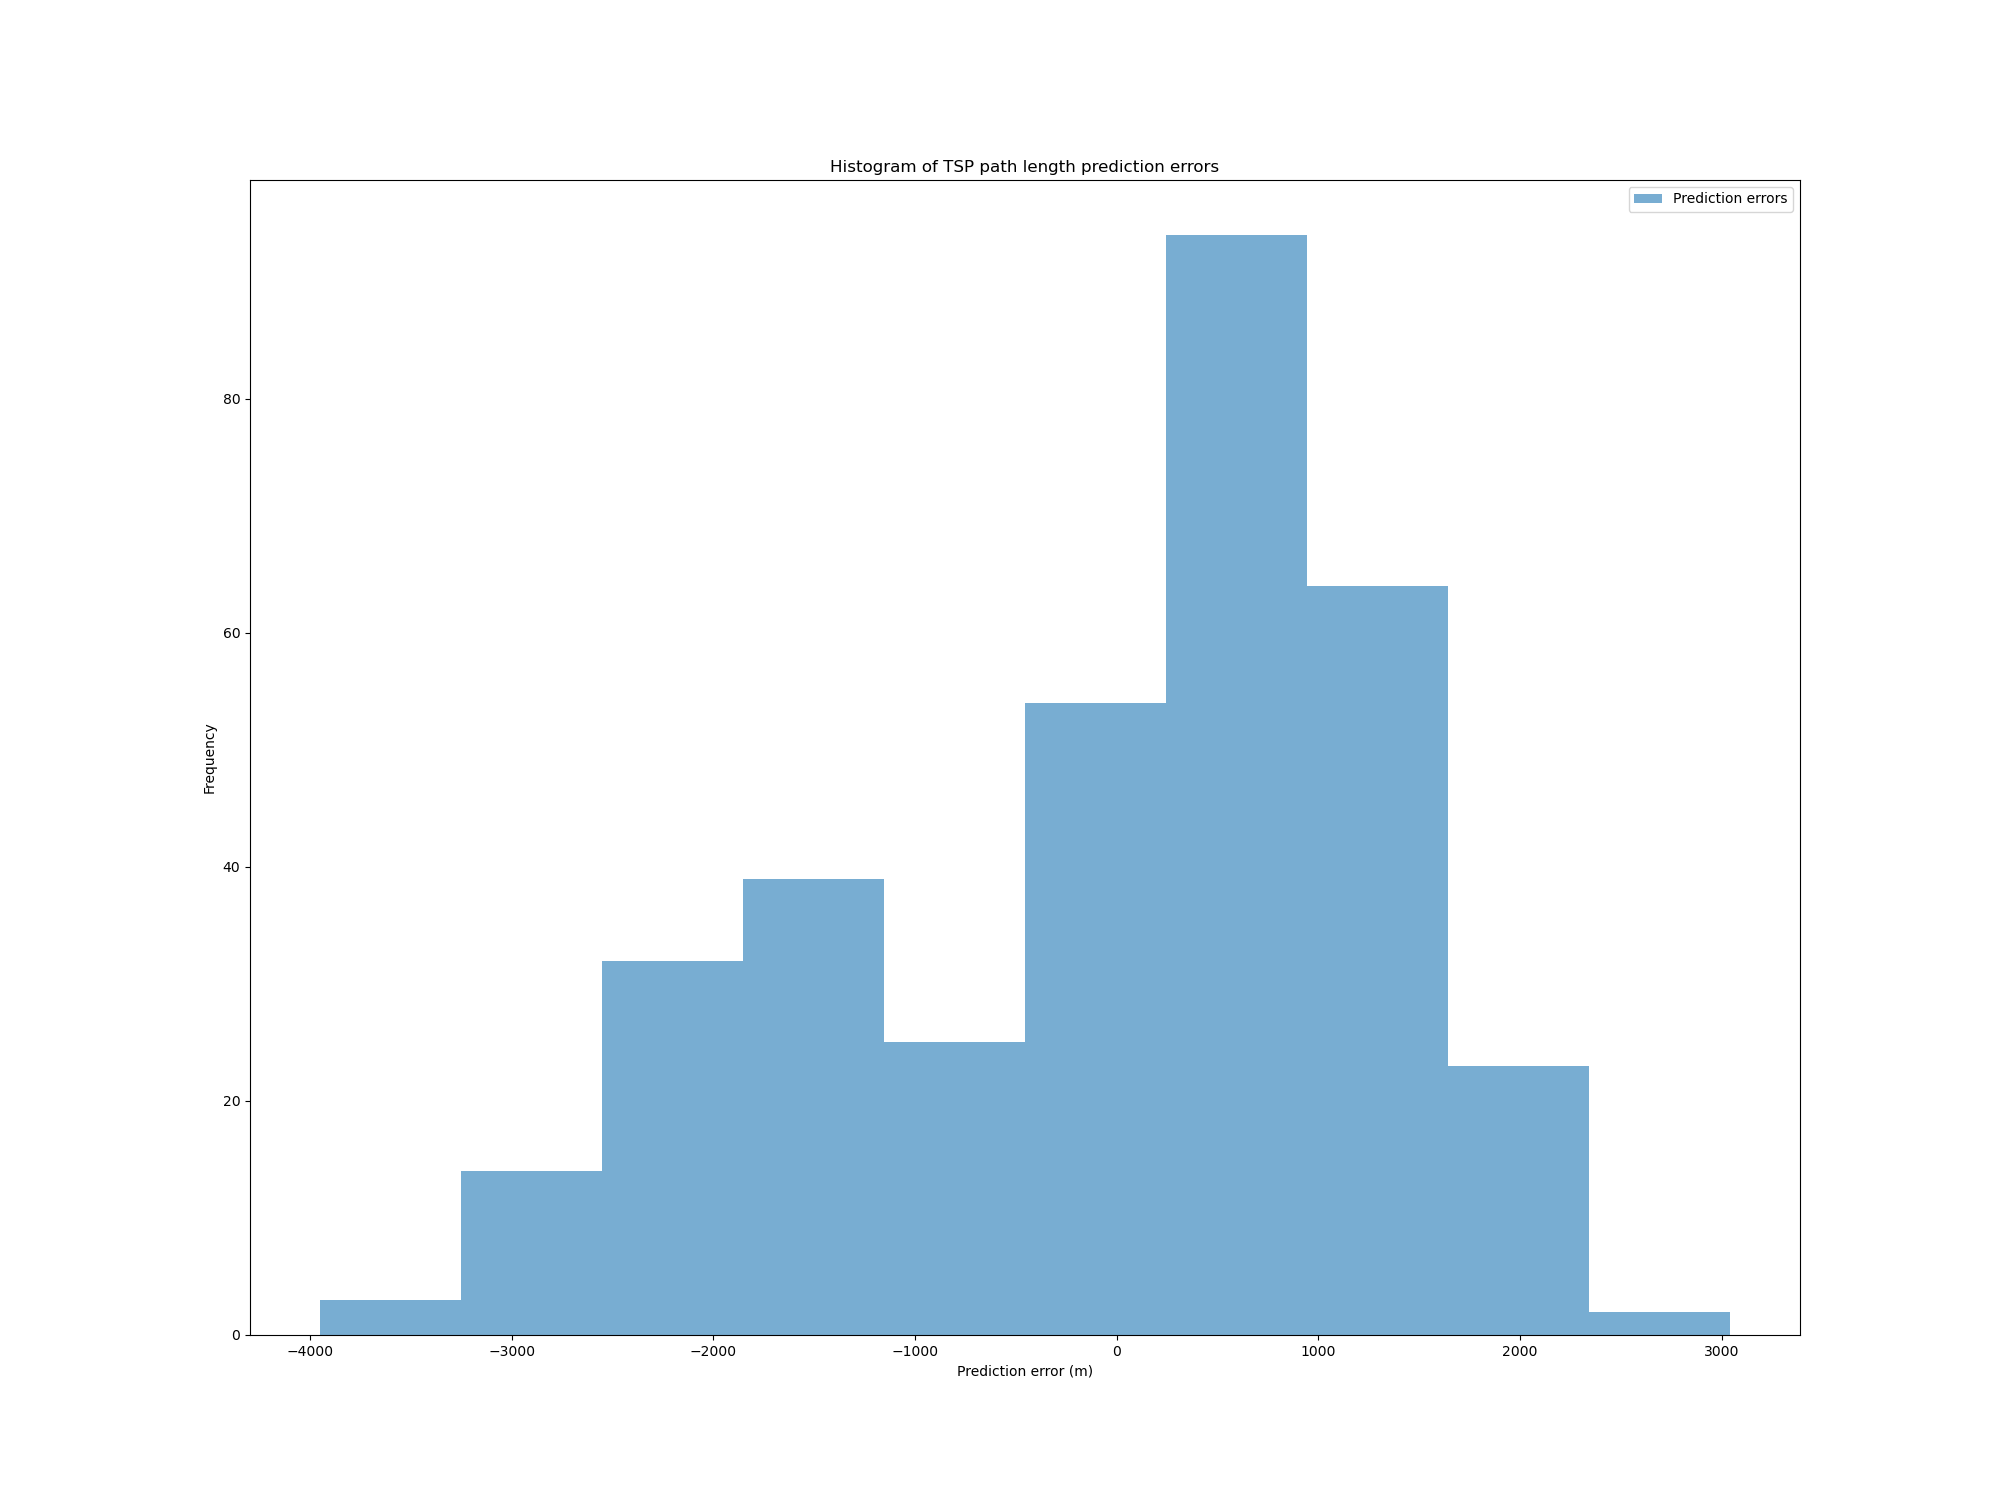 Histogram of TSP path length prediction errors
Prediction errors
80
60
40
20
0
Frequency
−4000 −3000 −2000 −1000 0 1000 2000 3000
Prediction error (m)